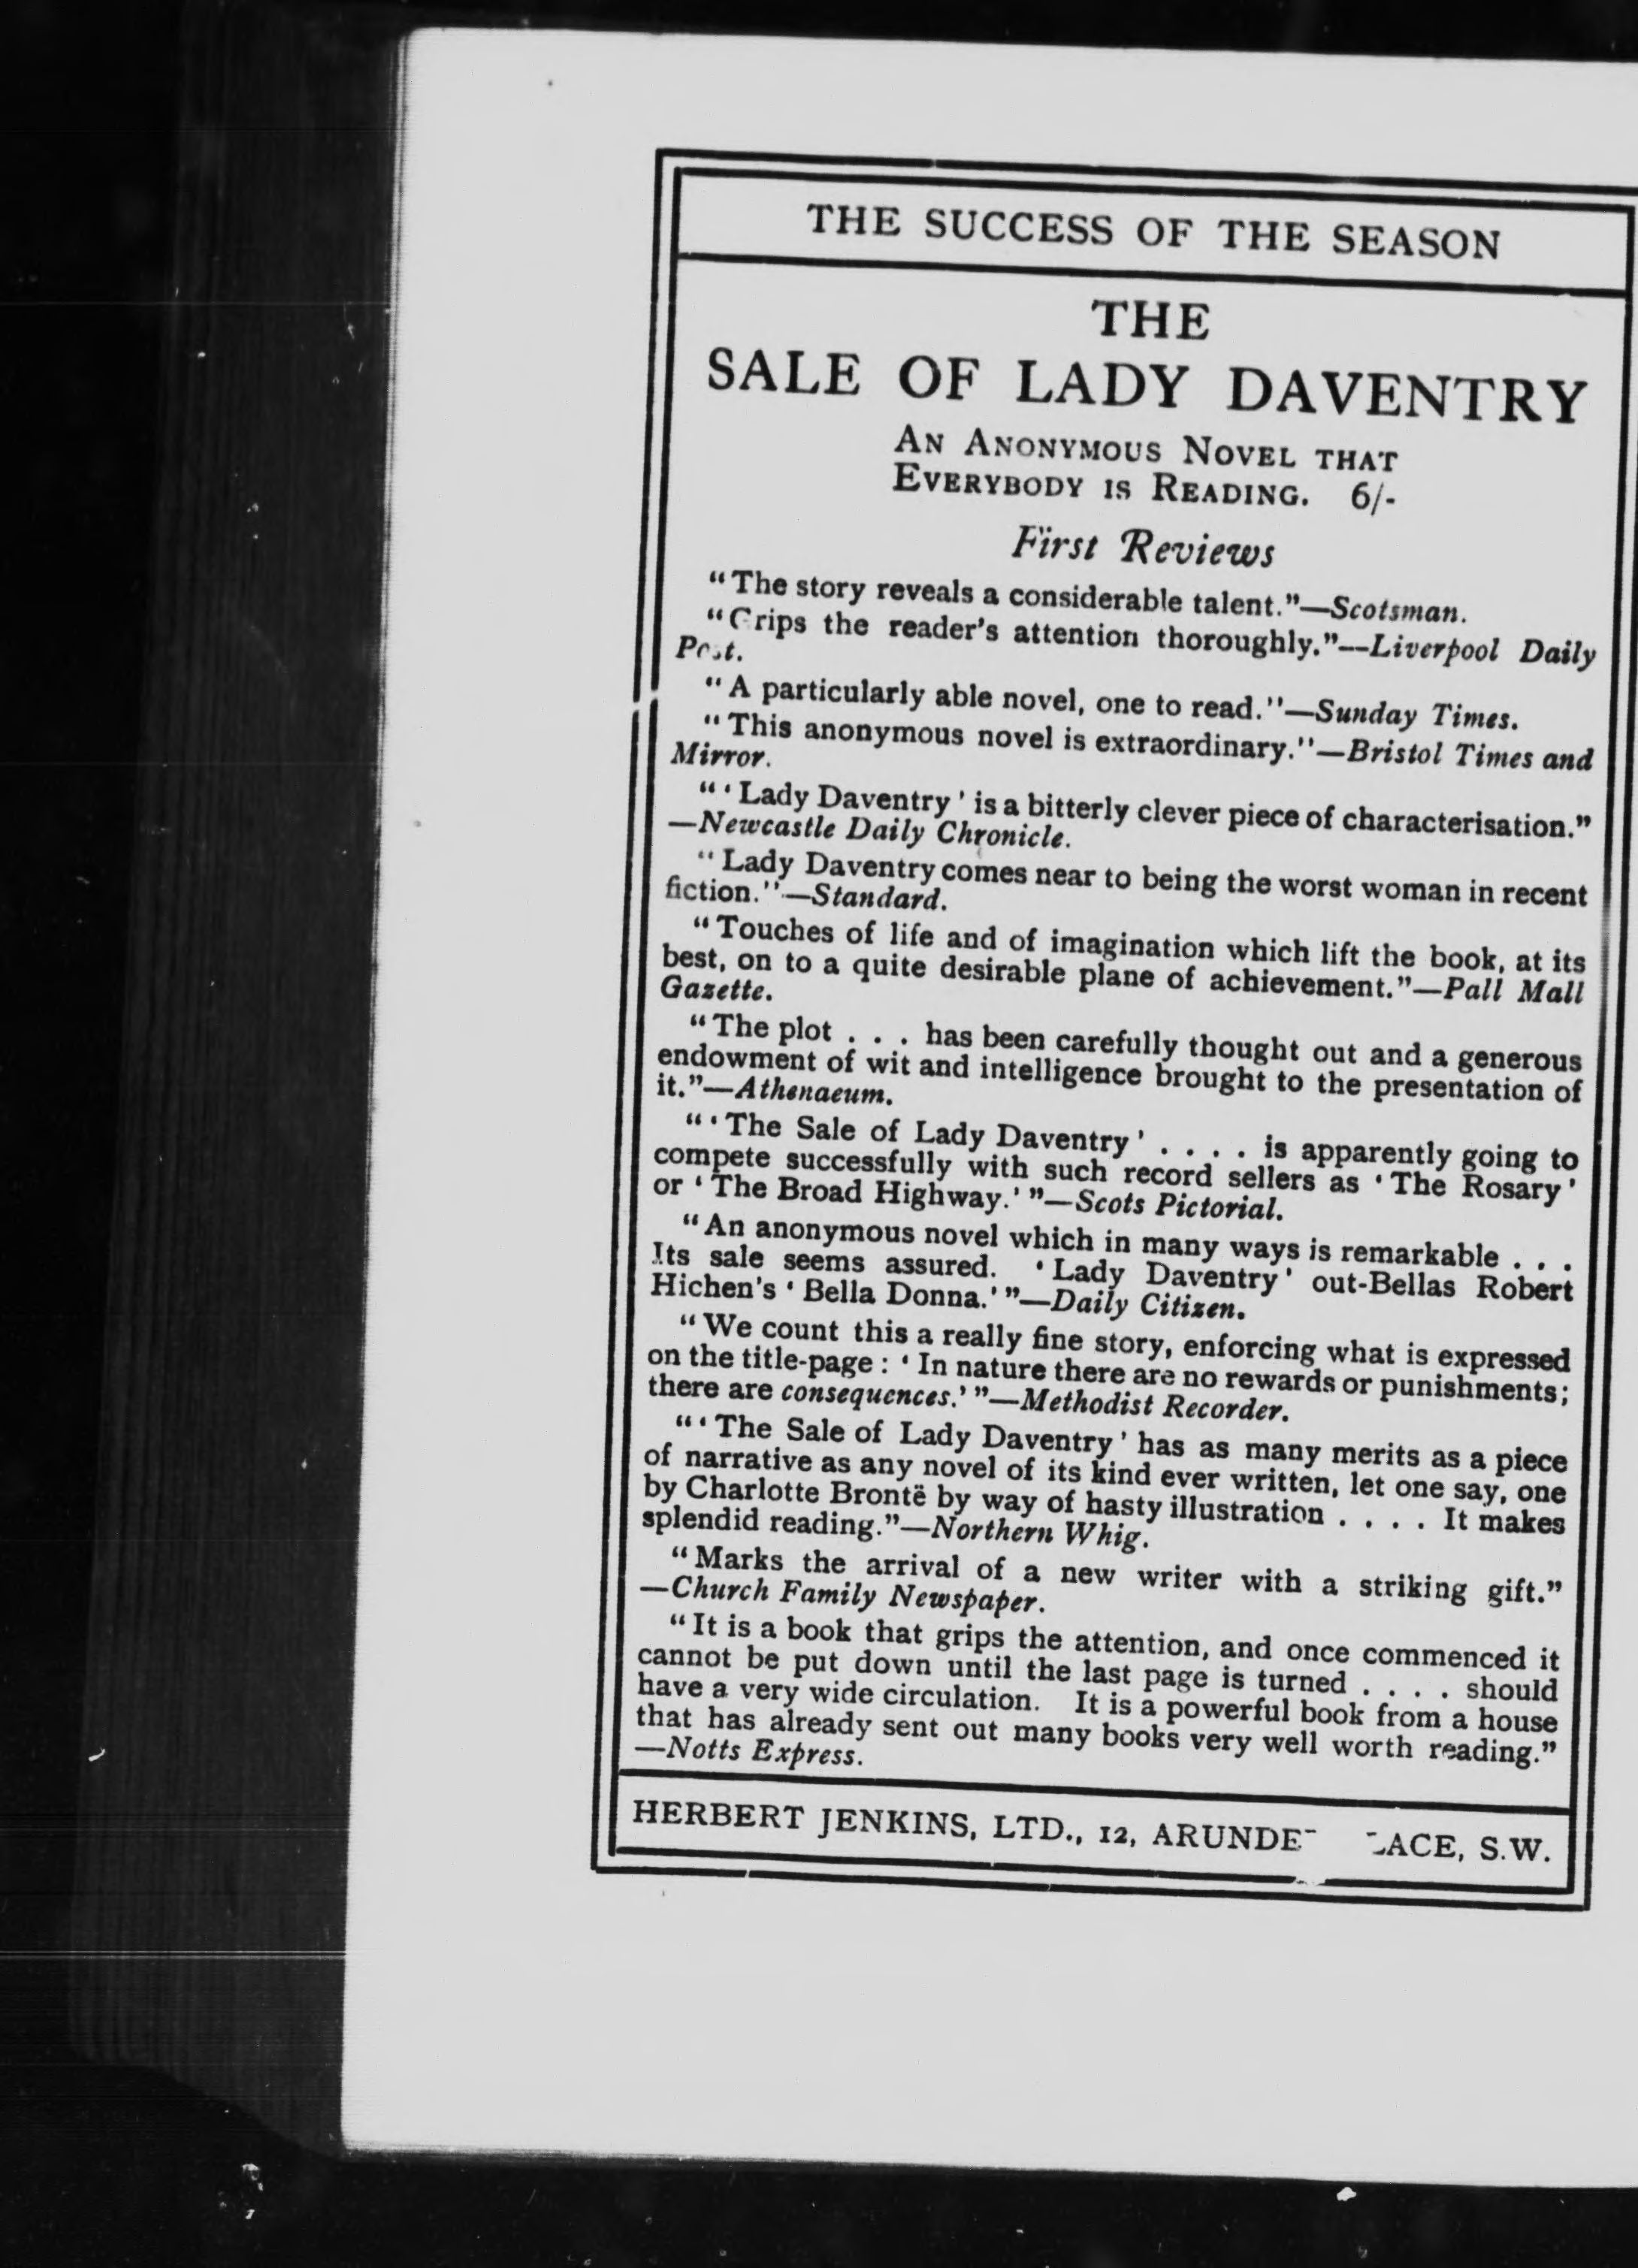 THE SUCCESS OF THE SEASON
THE
SALE OF LADY DAVENTRY
AN ANONYMOUS NOVEL THAT
EVERYBODY IS READING. 6/-
First Reviews
“The story reveals a considerable talent.”—Scotsman.
“Grips the reader's attention thoroughly.”—Liverpool Daily
Post.
“A particularly able novel, one to read.”—Sunday Times.
“This anonymous novel is extraordinary.”—Bristol Times and
Mirror.
“‘Lady Daventry’ is a bitterly clever piece of characterisation.”
—Newcastle Daily Chronicle.
“Lady Daventry comes near to being the worst woman in recent
fiction.”—Standard.
“Touches of life and of imagination which lift the book, at its
best, on to a quite desirable plane of achievement.”—Pall Mall
Gazette.
“The plot . . . has been carefully thought out and a generous
endowment of wit and intelligence brought to the presentation of
it.”—Athenaeum.
“‘The Sale of Lady Daventry’ . . . . is apparently going to
compete successfully with such record sellers as ‘The Rosary’
or ‘The Broad Highway.’”—Scots Pictorial.
“An anonymous novel which in many ways is remarkable . . .
Its sale seems assured. ‘Lady Daventry’ out-Bellas Robert
Hichen's ‘Bella Donna.’”—Daily Citizen.
“We count this a really fine story, enforcing what is expressed
on the title-page: ‘In nature there are no rewards or punishments;
there are consequences.’”—Methodist Recorder.
“‘The Sale of Lady Daventry’ has as many merits as a piece
of narrative as any novel of its kind ever written, let one say, one
by Charlotte Brontë by way of hasty illustration . . . . It makes
splendid reading.”—Northern Whig.
“Marks the arrival of a new writer with a striking gift.”
—Church Family Newspaper.
“It is a book that grips the attention, and once commenced it
cannot be put down until the last page is turned . . . . should
have a very wide circulation. It is a powerful book from a house
that has already sent out many books very well worth reading.”
—Notts Express.
HERBERT JENKINS, LTD., 12, S.W.